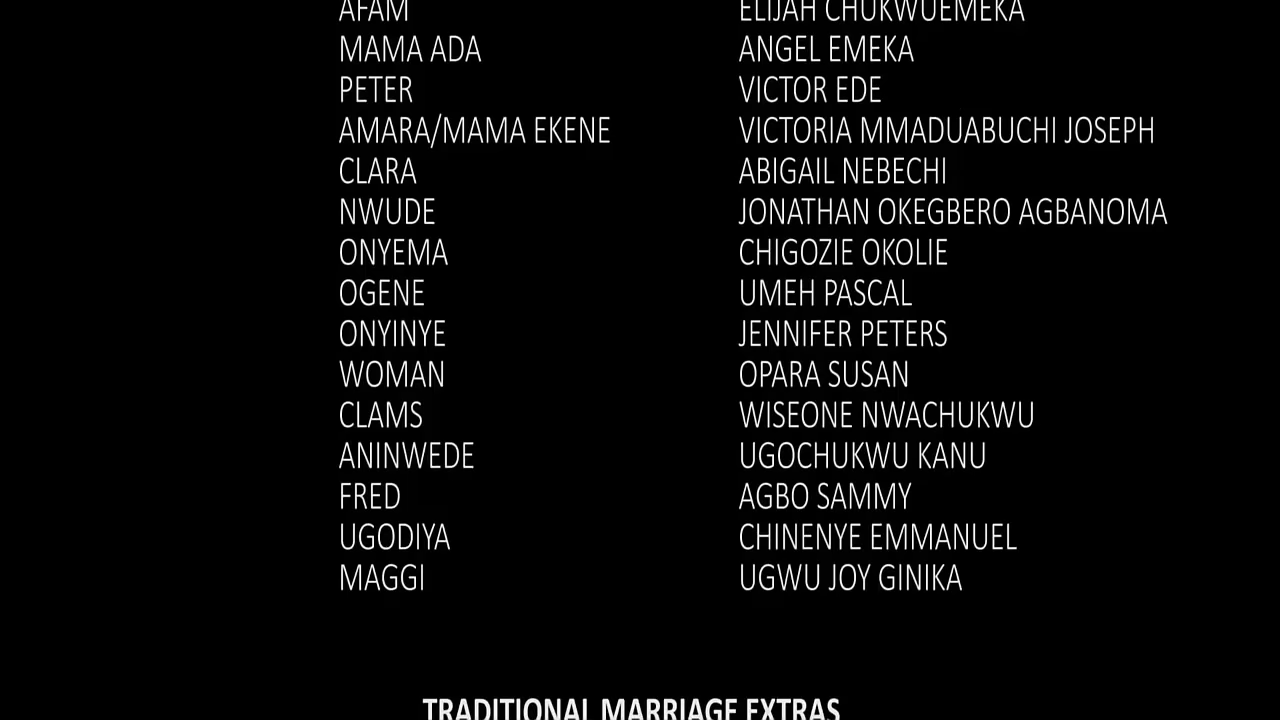 AFAM ELIJAH CHUKWUEMEKA
MAMA ADA ANGEL EMEKA
PETER VICTOR EDE
AMARA/MAMA EKENE VICTORIA MMADUABUCHI JOSEPH
CLARA ABIGAIL NEBECHI
NWUDE JONATHAN OKEGBERO AGBANOMA
ONYEMA CHIGOZIE OKOLIE
OGENE UMEH PASCAL
ONYINYE JENNIFER PETERS
WOMAN OPARA SUSAN
CLAMS WISEONE NWACHUKWU
ANINWEDE UGOCHUKWU KANU
FRED AGBO SAMMY
UGODIYA CHINENYE EMMANUEL
MAGGI UGWU JOY GINIKA
TRADITIONAL MARRIAGE EXTRAS